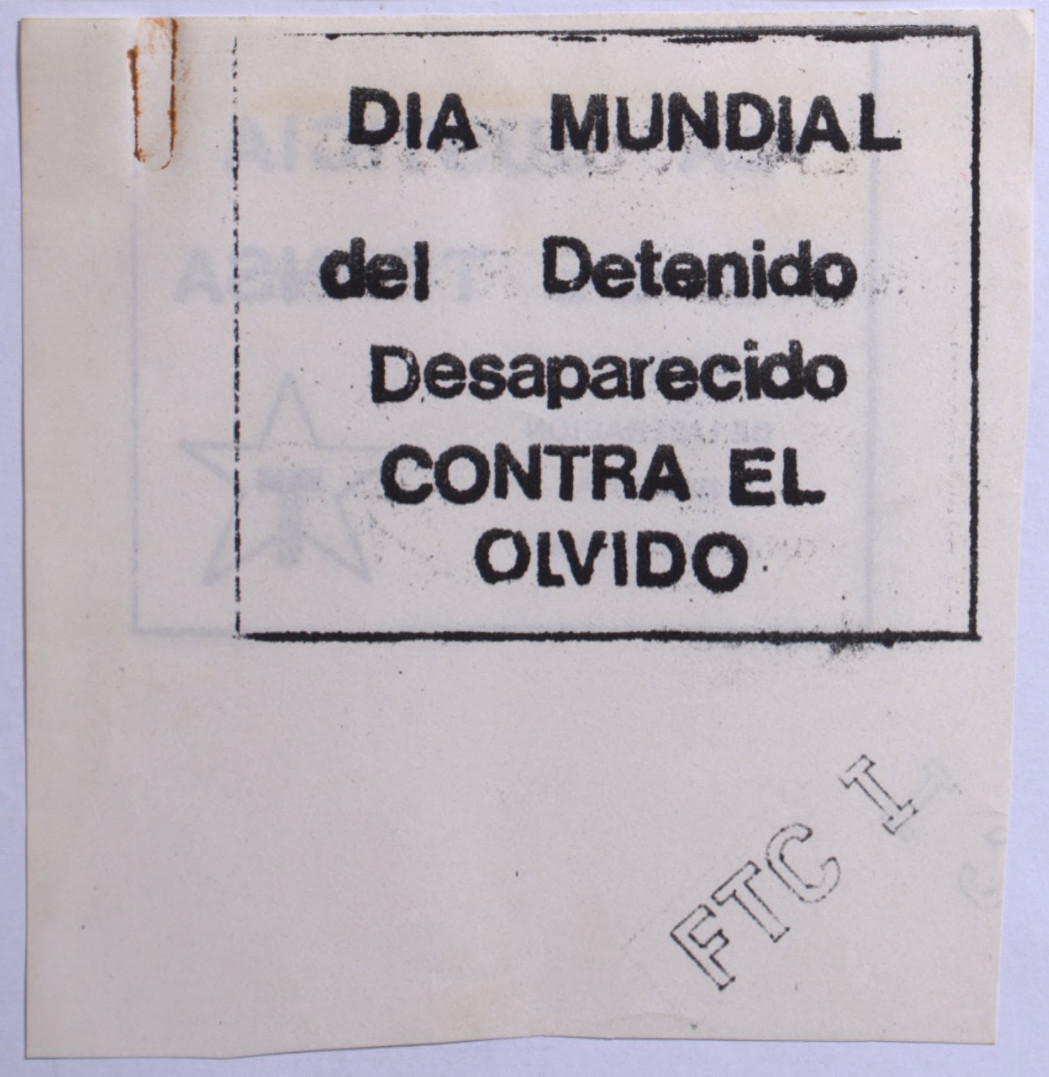 DIA MUNDIAL
del Detenido
Desaparecido
CONTRA EL
OLVIDO
FTC I